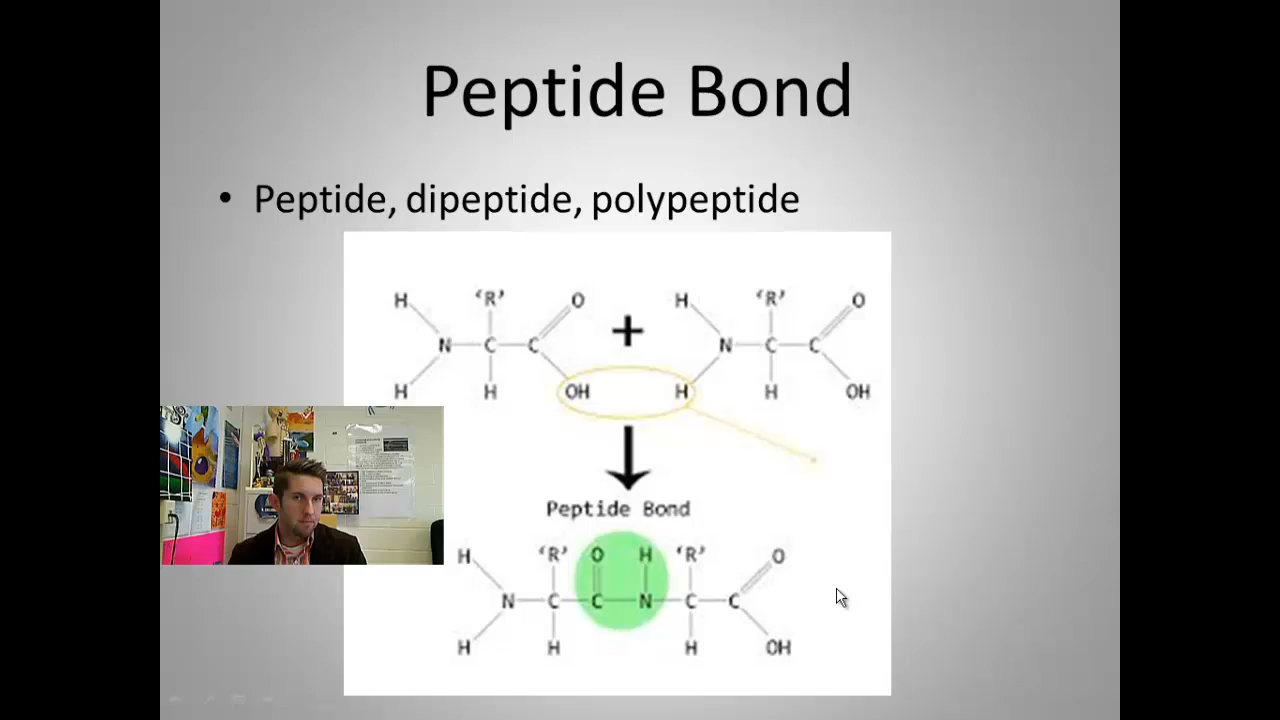 Peptide Bond
• Peptide, dipeptide, polypeptide
H 'R' O + H 'R' O
N C C N C C
H H OH H H OH
Peptide Bond
H 'R' O H 'R' O
N C C N C C
H H H OH